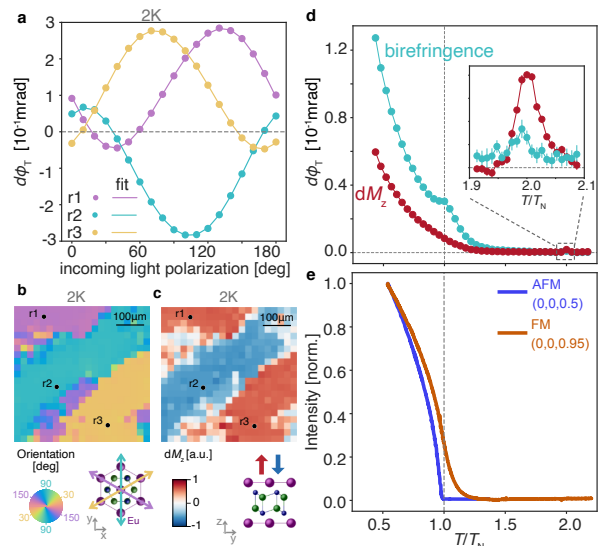 a
2K
3
2
1
0
-1
-2
-3
dϕT [10⁻¹mrad]
fit
r1
r2
r3
0
60
120
180
incoming light polarization [deg]
b
2K
100µm
r1
r2
r3
c
2K
100µm
r1
r2
r3
Orientation
[deg]
90
150
30
30
150
90
y
x
Eu
dMz [a.u.]
1
0
-1
z
y
d
birefringence
dMz
1.2
0.8
0.4
0.0
dϕT [10⁻¹mrad]
1.9
2.0
2.1
T/TN
e
AFM
(0,0,0.5)
FM
(0,0,0.95)
1.0
0.8
0.6
0.4
0.2
0.0
Intensity [norm.]
0.5
1.0
1.5
2.0
T/TN